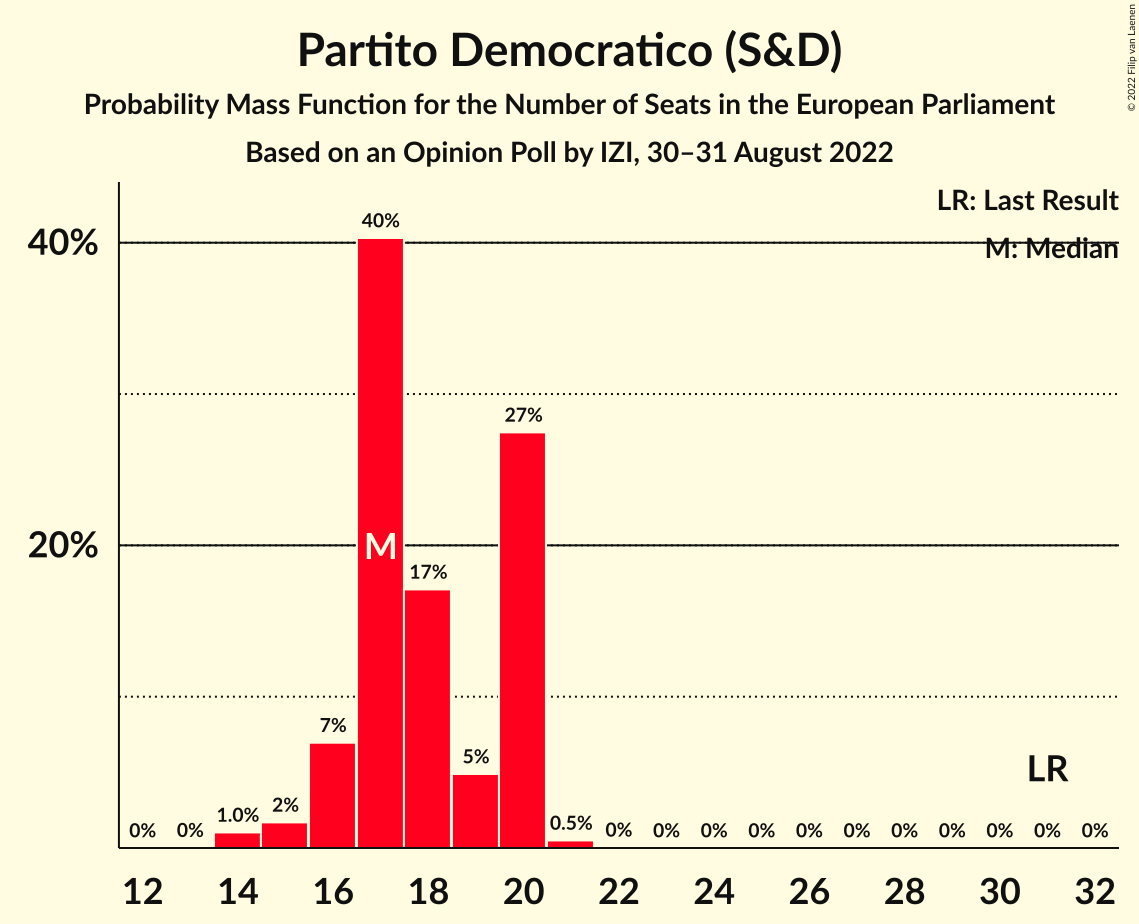 Partito Democratico (S&D)
Probability Mass Function for the Number of Seats in the European Parliament
Based on an Opinion Poll by IZI, 30–31 August 2022
© 2022 Filip van Laenen
LR: Last Result
M: Median
40%
20%
0% 0% 1.0% 2% 7% 40% 17% 5% 27% 0.5% 0% 0% 0% 0% 0% 0% 0% 0% 0% 0% 0%
M
LR
12 14 16 18 20 22 24 26 28 30 32